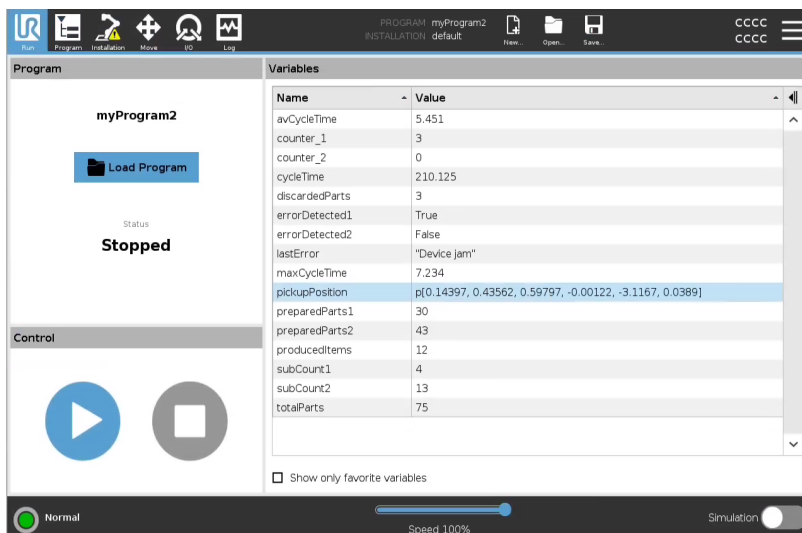 UR
PROGRAM myProgram2
INSTALLATION default
Run Program Installation Move I/O Log New... Open... Save...
CCCC
CCCC
Program
myProgram2
Load Program
Status
Stopped
Control
Variables
Name Value
avCycleTime 5.451
counter_1 3
counter_2 0
cycleTime 210.125
discardedParts 3
errorDetected1 True
errorDetected2 False
lastError "Device jam"
maxCycleTime 7.234
pickupPosition p[0.14397, 0.43562, 0.59797, -0.00122, -3.1167, 0.0389]
preparedParts1 30
preparedParts2 43
producedItems 12
subCount1 4
subCount2 13
totalParts 75
Show only favorite variables
Normal
Speed 100%
Simulation